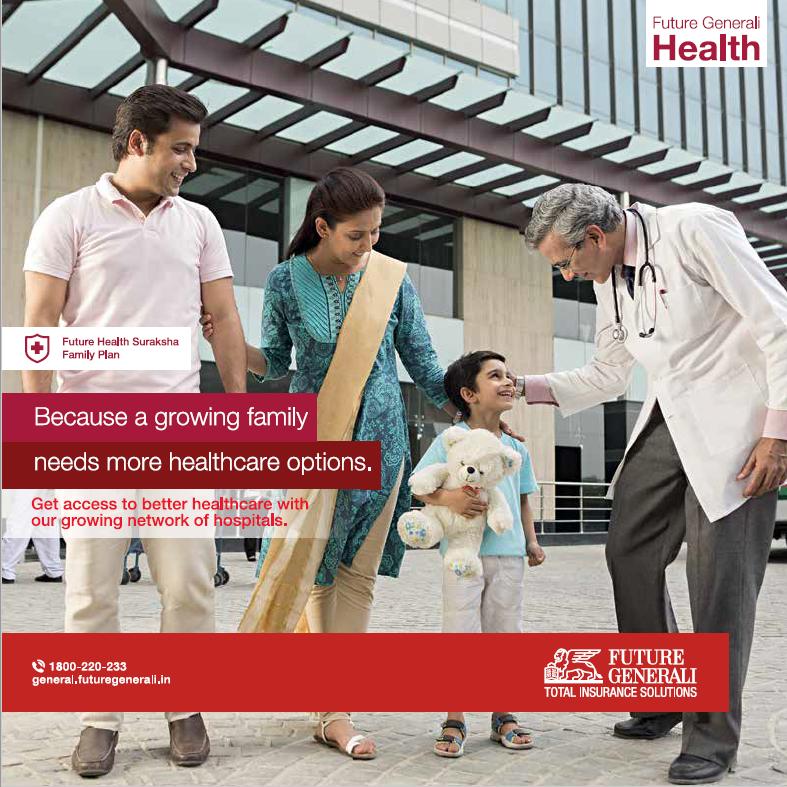 Future Generali
Health
Future Health Suraksha
Family Plan
Because a growing family
needs more healthcare options.
Get access to better healthcare with
our growing network of hospitals.
1800-220-233
general.futuregenerali.in
FUTURE
GENERALI
TOTAL INSURANCE SOLUTIONS